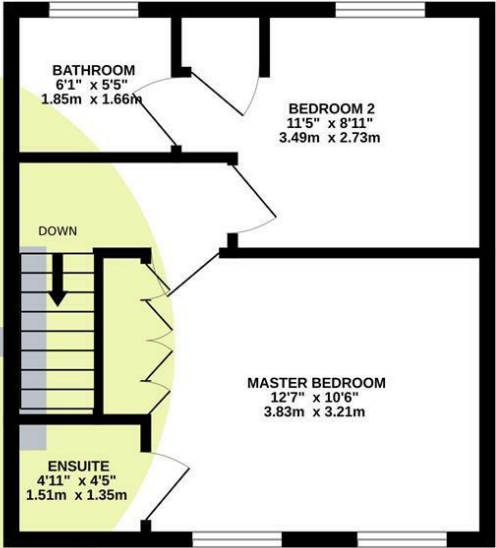 BATHROOM
6'1" x 5'5"
1.85m x 1.66m
BEDROOM 2
11'5" x 8'11"
3.49m x 2.73m
DOWN
MASTER BEDROOM
12'7" x 10'6"
3.83m x 3.21m
ENSUITE
4'11" x 4'5"
1.51m x 1.35m